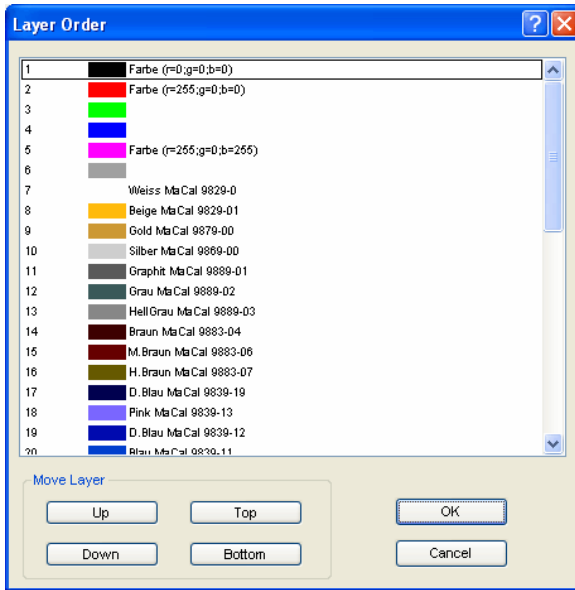 Layer Order
1 Farbe (r=0;g=0;b=0)
2 Farbe (r=255;g=0;b=0)
3
4
5 Farbe (r=255;g=0;b=255)
6
7 Weiss MaCal 9829-0
8 Beige MaCal 9829-01
9 Gold MaCal 9879-00
10 Silber MaCal 9869-00
11 Graphit MaCal 9889-01
12 Grau MaCal 9889-02
13 HellGrau MaCal 9889-03
14 Braun MaCal 9883-04
15 M.Braun MaCal 9883-06
16 H.Braun MaCal 9883-07
17 D.Blau MaCal 9839-19
18 Pink MaCal 9839-13
19 D.Blau MaCal 9839-12
20 Blau MaCal 9839-11
Move Layer
Up Top OK
Down Bottom Cancel